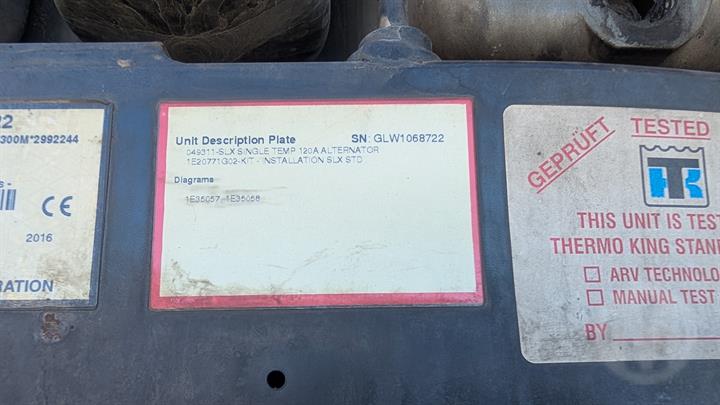 22
300M*2992244
s -
CE
2016
RATION
Unit Description Plate SN: GLW1068722
049311-SLX SINGLE TEMP 120A ALTERNATOR
1E20771G02-KIT - INSTALLATION SLX STD
Diagrams
1E35057 1E35058
GEPRÜFT TESTED
TK
THIS UNIT IS TEST
THERMO KING STAN
ARV TECHNOLO
MANUAL TEST
BY